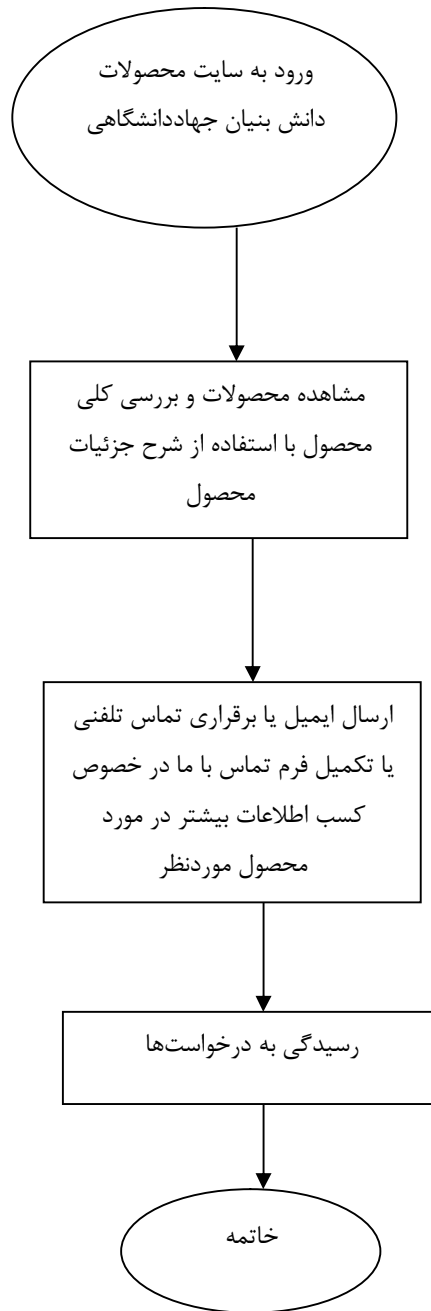 ورود به سایت محصولات
دانش بنیان جهاددانشگاهی
مشاهده محصولات و بررسی کلی
محصول با استفاده از شرح جزئیات
محصول
ارسال ایمیل یا برقراری تماس تلفنی
یا تکمیل فرم تماس با ما در خصوص
کسب اطلاعات بیشتر در مورد
محصول موردنظر
رسیدگی به درخواست‌ها
خاتمه